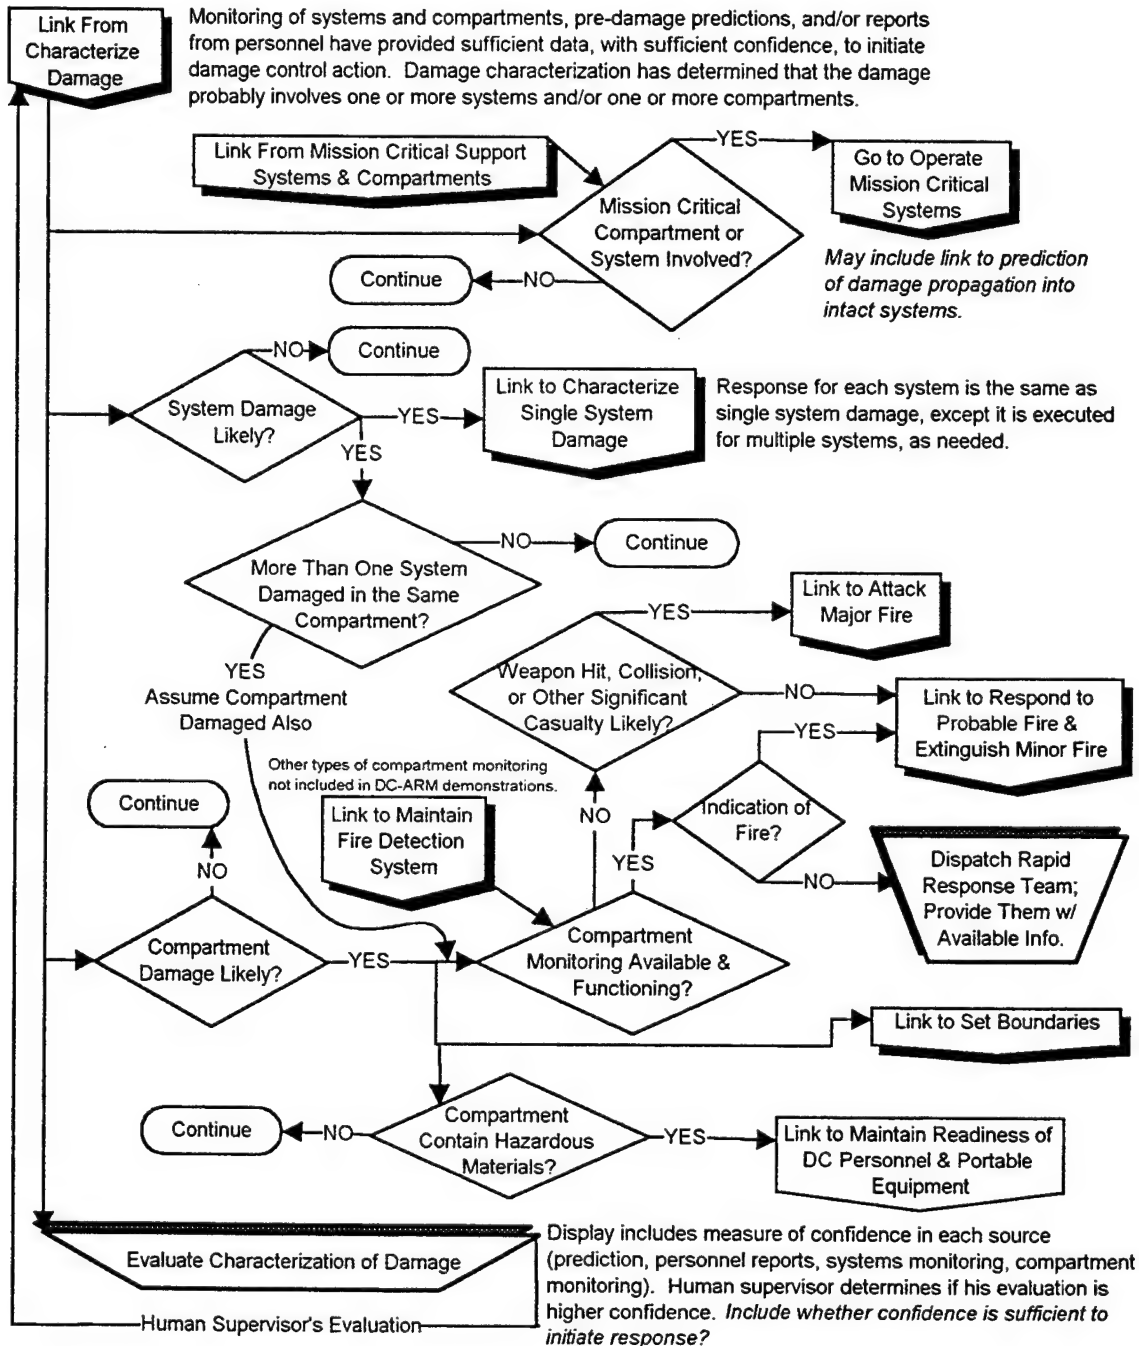 Link From
Characterize
Damage
Monitoring of systems and compartments, pre-damage predictions, and/or reports
from personnel have provided sufficient data, with sufficient confidence, to initiate
damage control action. Damage characterization has determined that the damage
probably involves one or more systems and/or one or more compartments.
Link From Mission Critical Support
Systems & Compartments
YES
Go to Operate
Mission Critical
Systems
Mission Critical
Compartment or
System Involved?
May include link to prediction
of damage propagation into
intact systems.
Continue
NO
NO
Continue
System Damage
Likely?
YES
YES
Link to Characterize
Single System
Damage
Response for each system is the same as
single system damage, except it is executed
for multiple systems, as needed.
More Than One System
Damaged in the Same
Compartment?
NO
Continue
YES
Assume Compartment
Damaged Also
YES
Link to Attack
Major Fire
Weapon Hit, Collision,
or Other Significant
Casualty Likely?
NO
Link to Respond to
Probable Fire &
Extinguish Minor Fire
YES
Other types of compartment monitoring
not included in DC-ARM demonstrations.
Link to Maintain
Fire Detection
System
NO
YES
Indication of
Fire?
NO
Dispatch Rapid
Response Team;
Provide Them w/
Available Info.
Continue
NO
Compartment
Damage Likely?
YES
Compartment
Monitoring Available &
Functioning?
Link to Set Boundaries
Continue
NO
Compartment
Contain Hazardous
Materials?
YES
Link to Maintain Readiness of
DC Personnel & Portable
Equipment
Evaluate Characterization of Damage
Human Supervisor's Evaluation
Display includes measure of confidence in each source
(prediction, personnel reports, systems monitoring, compartment
monitoring). Human supervisor determines if his evaluation is
higher confidence. Include whether confidence is sufficient to
initiate response?